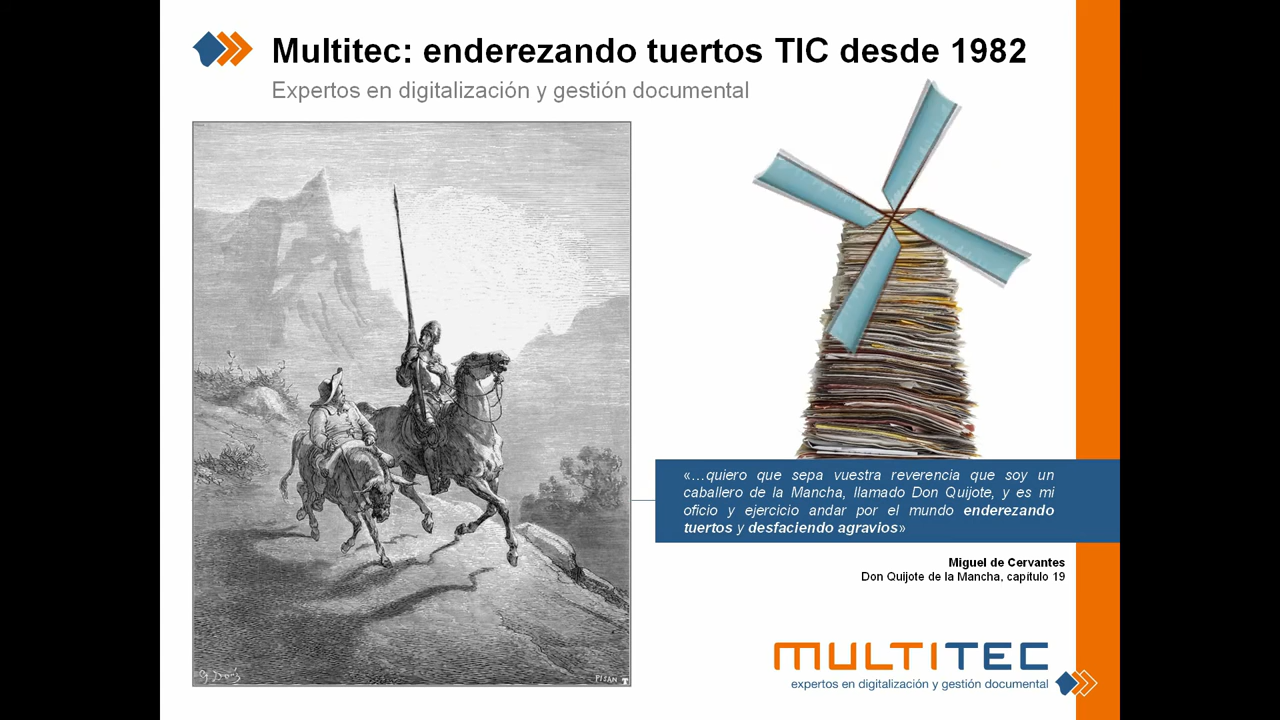 Multitec: enderezando tuertos TIC desde 1982
Expertos en digitalización y gestión documental
«…quiero que sepa vuestra reverencia que soy un
caballero de la Mancha, llamado Don Quijote, y es mi
oficio y ejercicio andar por el mundo enderezando
tuertos y desfaciendo agravios»
Miguel de Cervantes
Don Quijote de la Mancha, capítulo 19
G. Doré
PISAN
MULTITEC
expertos en digitalización y gestión documental